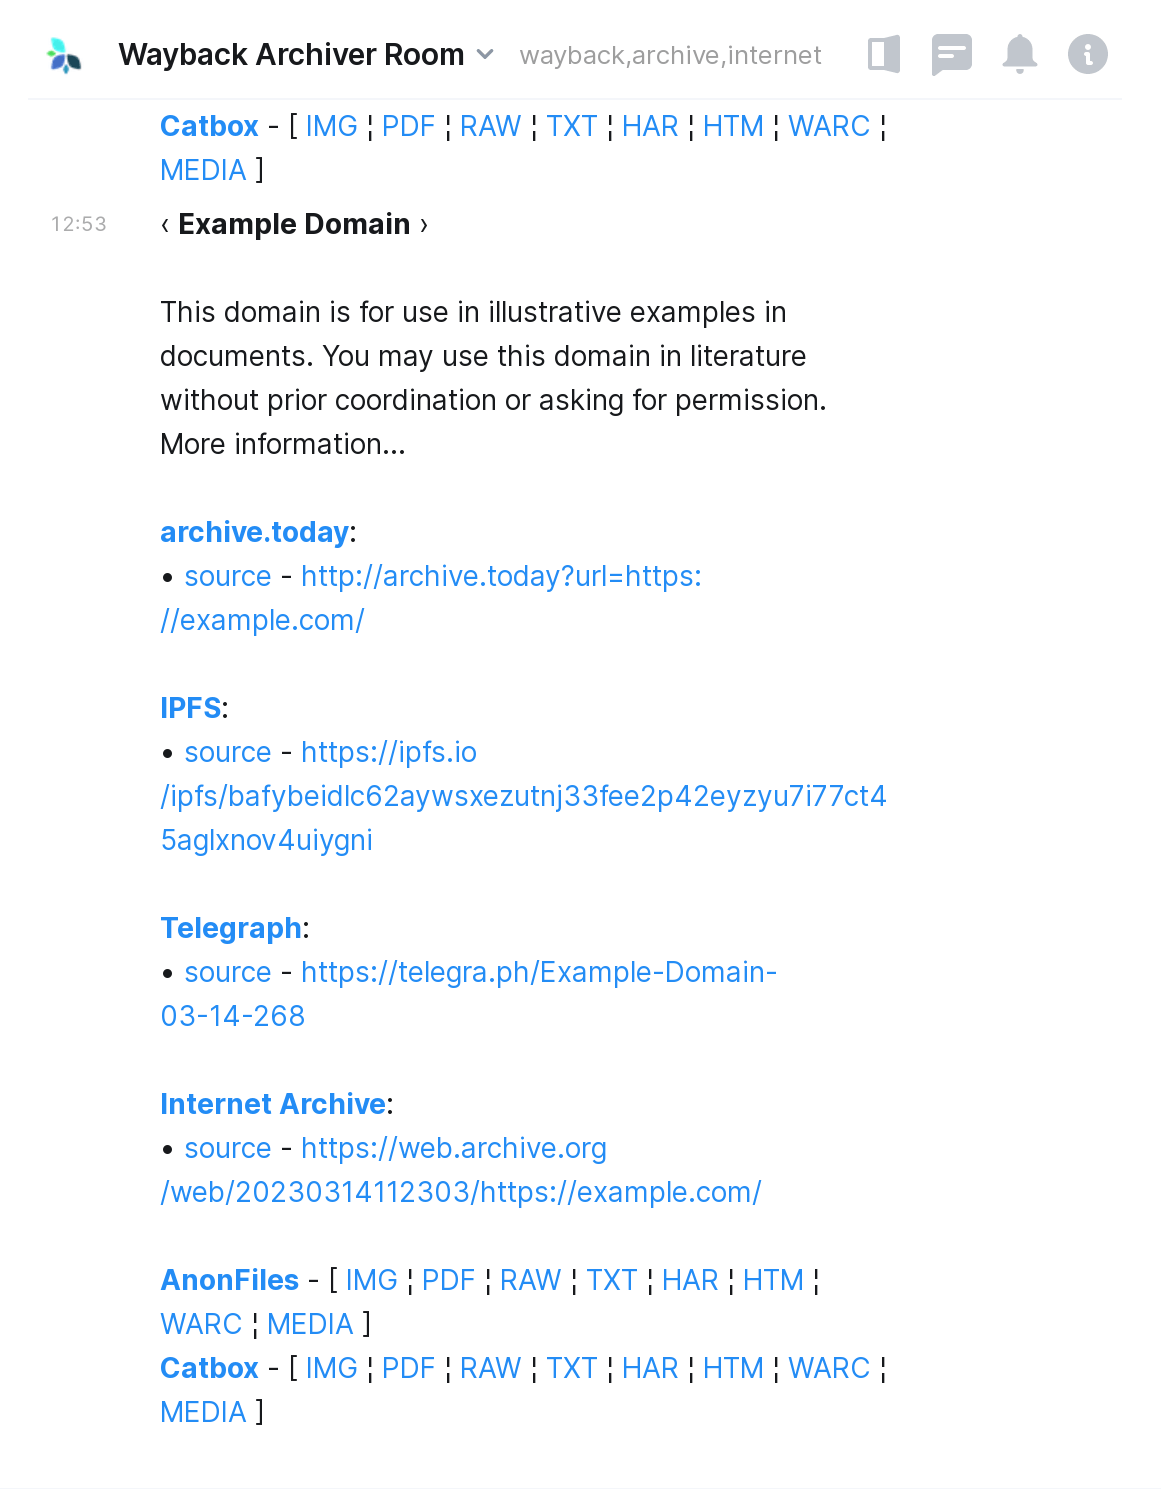 Wayback Archiver Room wayback,archive,internet
Catbox - [ IMG ¦ PDF ¦ RAW ¦ TXT ¦ HAR ¦ HTM ¦ WARC ¦
MEDIA ]
12:53 ‹ Example Domain ›
This domain is for use in illustrative examples in
documents. You may use this domain in literature
without prior coordination or asking for permission.
More information...
archive.today:
• source - http://archive.today?url=https:
//example.com/
IPFS:
• source - https://ipfs.io
/ipfs/bafybeidlc62aywsxezutnj33fee2p42eyzyu7i77ct4
5aglxnov4uiygni
Telegraph:
• source - https://telegra.ph/Example-Domain-
03-14-268
Internet Archive:
• source - https://web.archive.org
/web/20230314112303/https://example.com/
AnonFiles - [ IMG ¦ PDF ¦ RAW ¦ TXT ¦ HAR ¦ HTM ¦
WARC ¦ MEDIA ]
Catbox - [ IMG ¦ PDF ¦ RAW ¦ TXT ¦ HAR ¦ HTM ¦ WARC ¦
MEDIA ]